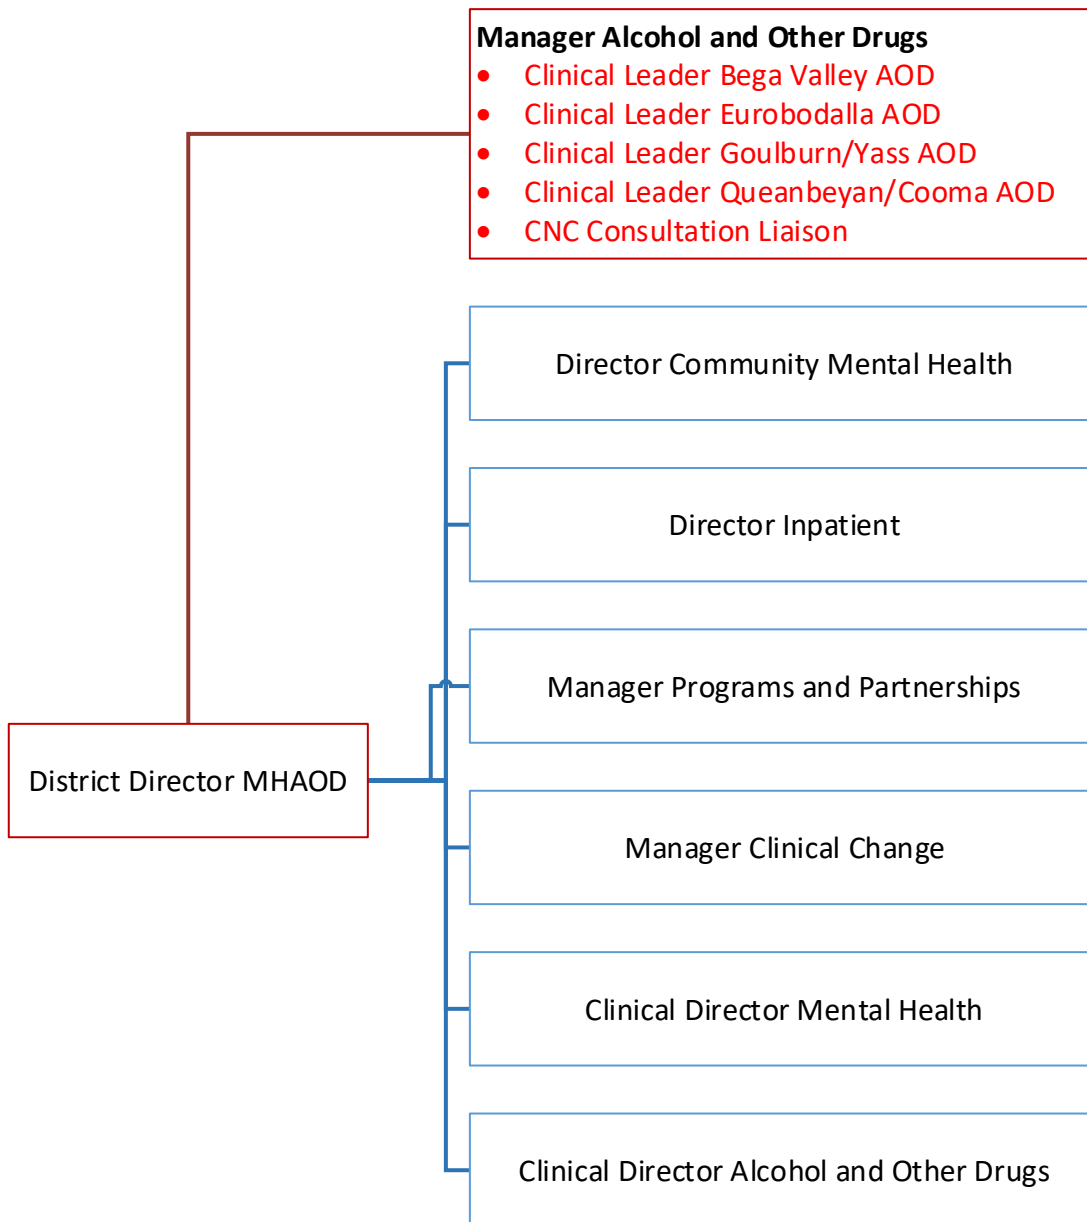 Manager Alcohol and Other Drugs
• Clinical Leader Bega Valley AOD
• Clinical Leader Eurobodalla AOD
• Clinical Leader Goulburn/Yass AOD
• Clinical Leader Queanbeyan/Cooma AOD
• CNC Consultation Liaison
Director Community Mental Health
Director Inpatient
Manager Programs and Partnerships
District Director MHAOD
Manager Clinical Change
Clinical Director Mental Health
Clinical Director Alcohol and Other Drugs